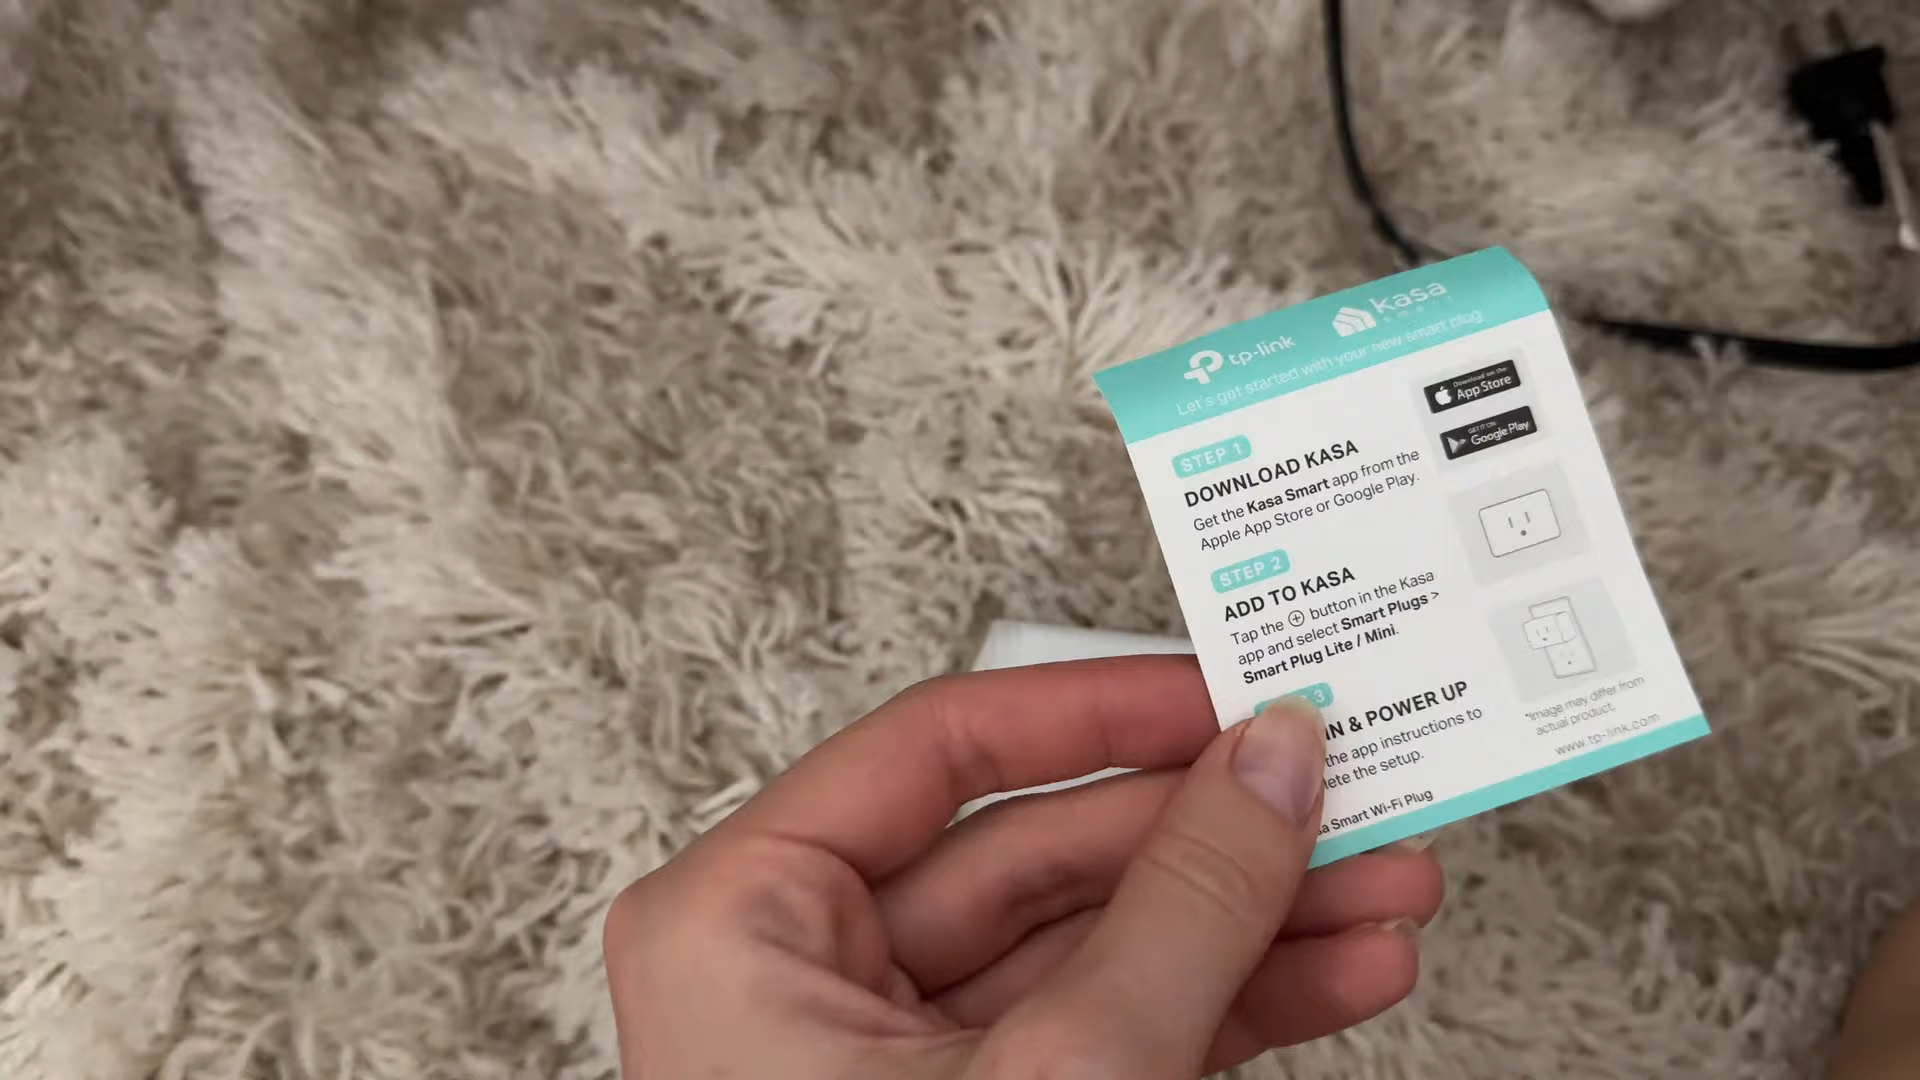 tp-link kasa
Let's get started with your new smart plug
STEP 1
DOWNLOAD KASA
Get the Kasa Smart app from the
Apple App Store or Google Play.
Download on the
App Store
GET IT ON
Google Play
STEP 2
ADD TO KASA
Tap the ⊕ button in the Kasa
app and select Smart Plugs >
Smart Plug Lite / Mini.
3
IN & POWER UP
the app instructions to
lete the setup.
sa Smart Wi-Fi Plug
*Image may differ from
actual product.
www.tp-link.com